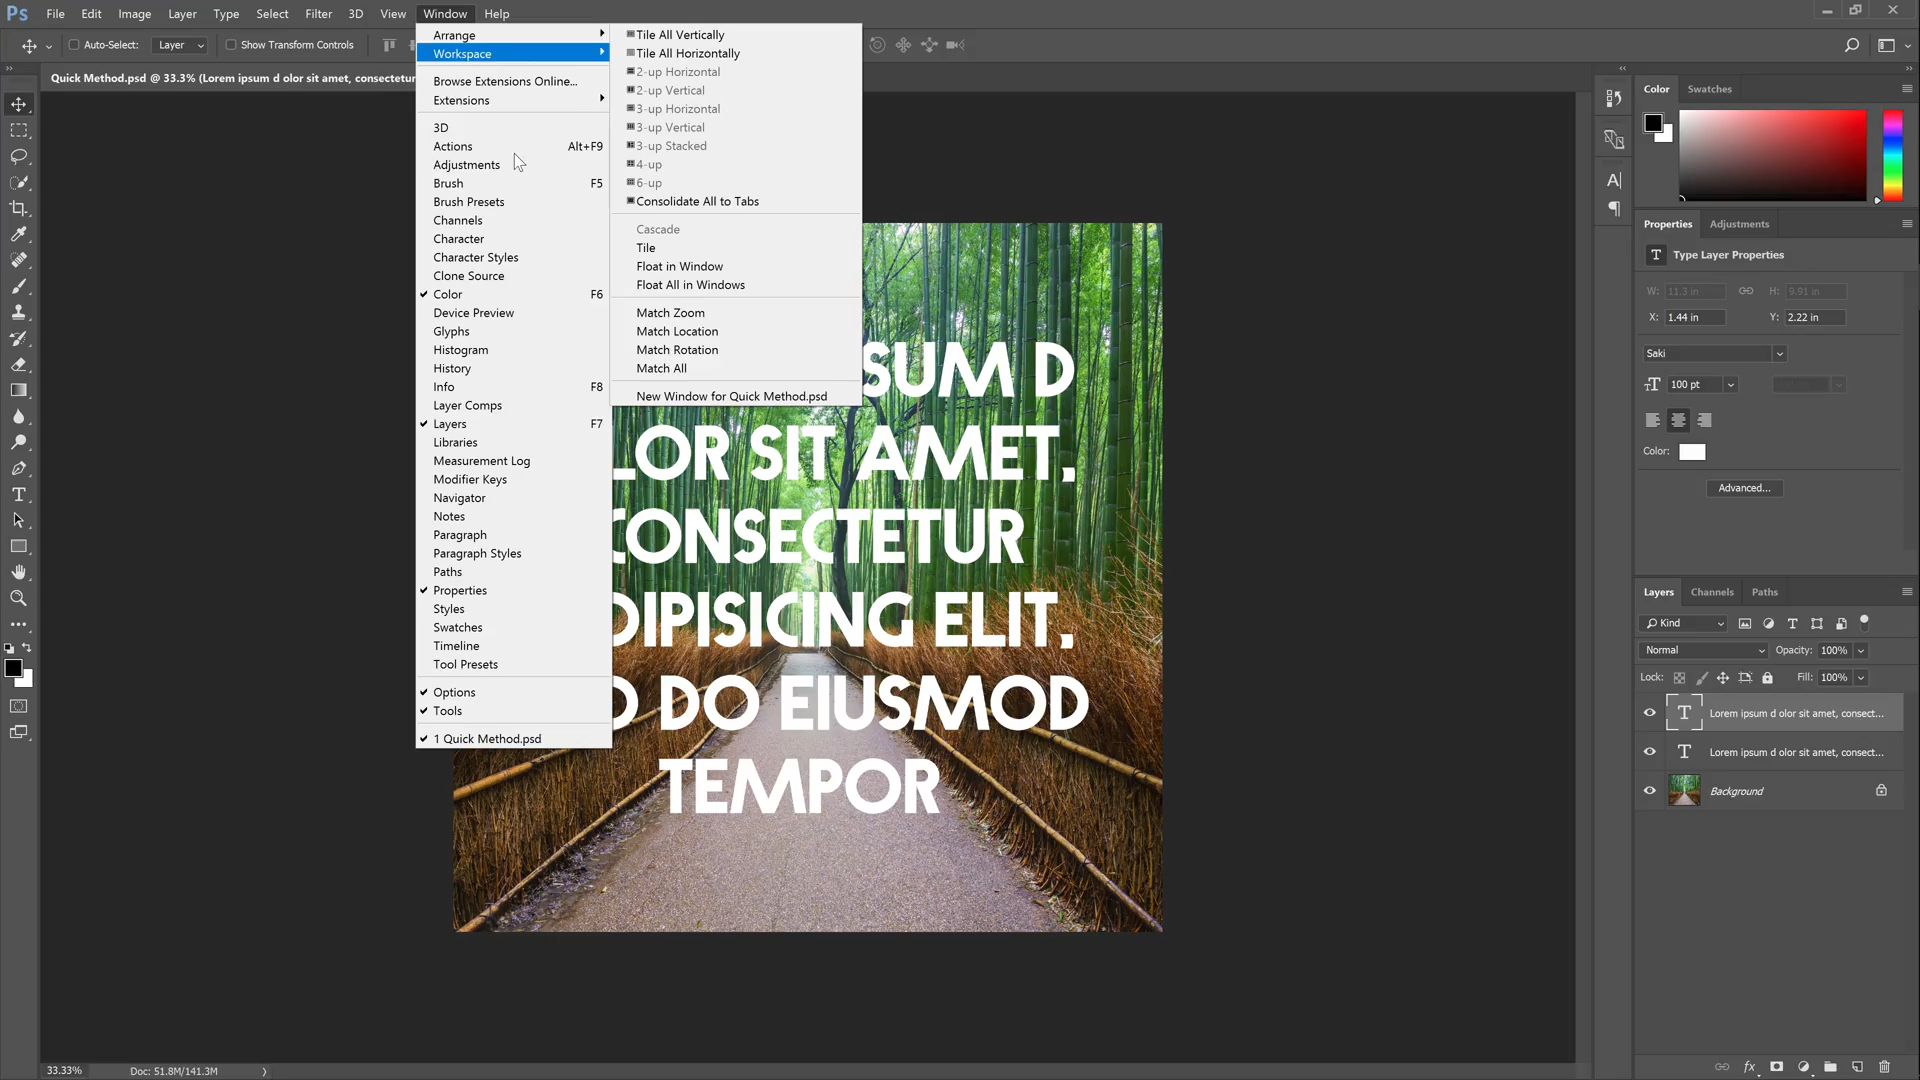 Ps File Edit Image Layer Type Select Filter 3D View Window Help
Auto-Select: Layer Show Transform Controls
Quick Method.psd @ 33.3% (Lorem ipsum d olor sit amet, consectetur
Arrange
Workspace
Browse Extensions Online...
Extensions
3D
Actions Alt+F9
Adjustments
Brush F5
Brush Presets
Channels
Character
Character Styles
Clone Source
Color F6
Device Preview
Glyphs
Histogram
History
Info F8
Layer Comps
Layers F7
Libraries
Measurement Log
Modifier Keys
Navigator
Notes
Paragraph
Paragraph Styles
Paths
Properties
Styles
Swatches
Timeline
Tool Presets
Options
Tools
1 Quick Method.psd
Tile All Vertically
Tile All Horizontally
2-up Horizontal
2-up Vertical
3-up Horizontal
3-up Vertical
3-up Stacked
4-up
6-up
Consolidate All to Tabs
Cascade
Tile
Float in Window
Float All in Windows
Match Zoom
Match Location
Match Rotation
Match All
New Window for Quick Method.psd
SUM D
LOR SIT AMET,
CONSECTETUR
DIPISICING ELIT,
DO EIUSMOD
TEMPOR
Color Swatches
Properties Adjustments
Type Layer Properties
W: 11.3 in H: 9.91 in
X: 1.44 in Y: 2.22 in
Saki
100 pt
Color:
Advanced...
Layers Channels Paths
Kind
Normal Opacity: 100%
Lock: Fill: 100%
Lorem ipsum d olor sit amet, consect...
Lorem ipsum d olor sit amet, consect...
Background
33.33% Doc: 51.8M/141.3M